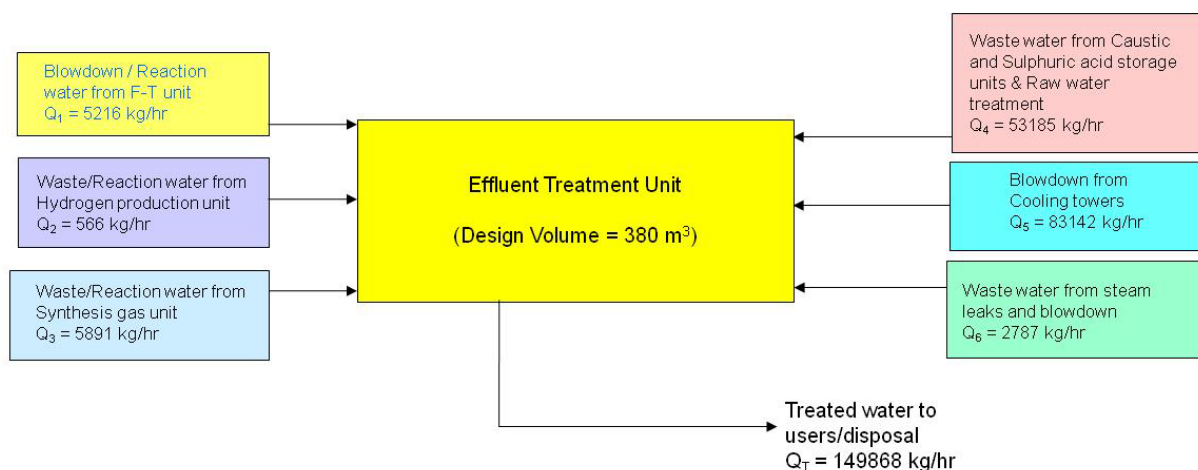 Blowdown / Reaction
water from F-T unit
Q₁ = 5216 kg/hr
Waste/Reaction water from
Hydrogen production unit
Q₂ = 566 kg/hr
Waste/Reaction water from
Synthesis gas unit
Q₃ = 5891 kg/hr
Effluent Treatment Unit
(Design Volume = 380 m³)
Waste water from Caustic
and Sulphuric acid storage
units & Raw water
treatment
Q₄ = 53185 kg/hr
Blowdown from
Cooling towers
Q₅ = 83142 kg/hr
Waste water from steam
leaks and blowdown
Q₆ = 2787 kg/hr
Treated water to
users/disposal
Q_T = 149868 kg/hr